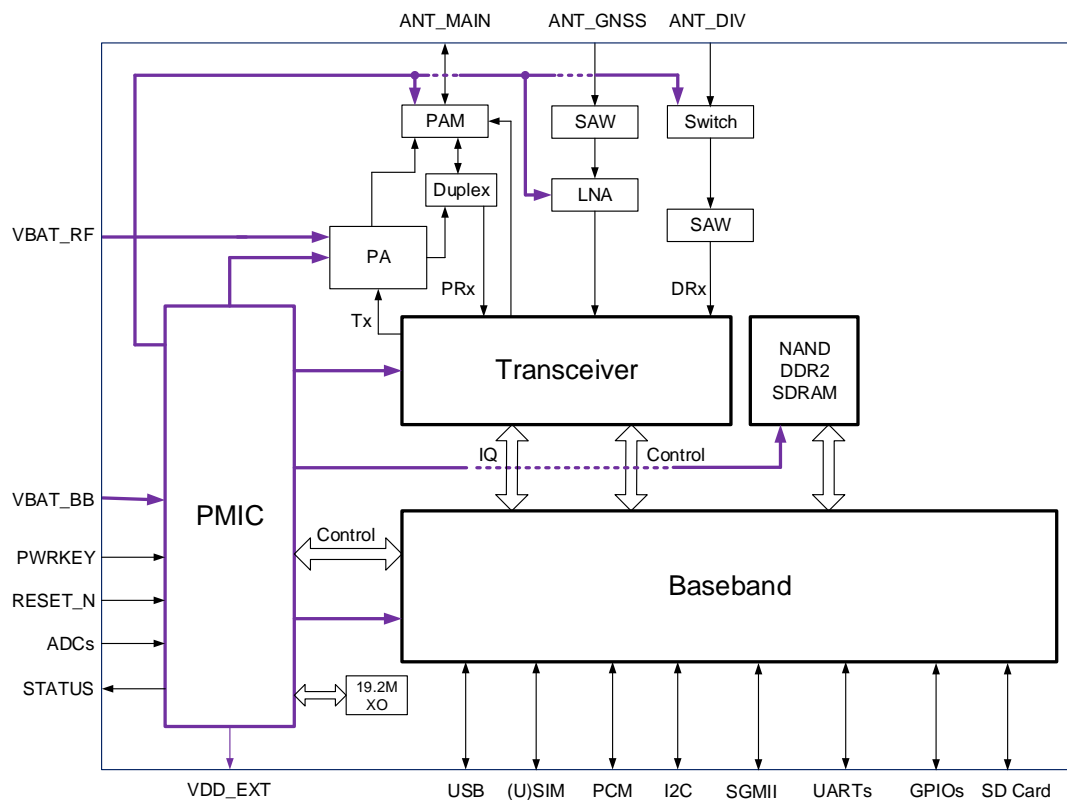 ANT_MAIN
ANT_GNSS
ANT_DIV
PAM
SAW
Switch
Duplex
LNA
SAW
VBAT_RF
PA
PRx
DRx
Tx
Transceiver
NAND
DDR2
SDRAM
IQ
Control
VBAT_BB
PMIC
Control
PWRKEY
Baseband
RESET_N
ADCs
STATUS
19.2M
XO
VDD_EXT
USB
(U)SIM
PCM
I2C
SGMII
UARTs
GPIOs
SD Card